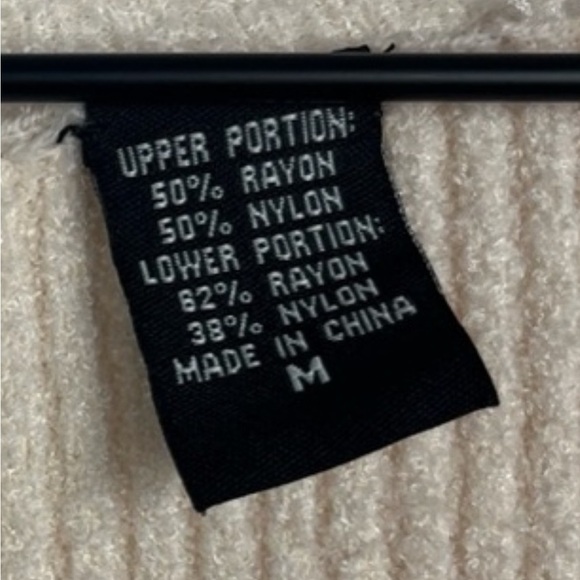 UPPER PORTION:
50% RAYON
50% NYLON
LOWER PORTION:
62% RAYON
38% NYLON
MADE IN CHINA
M